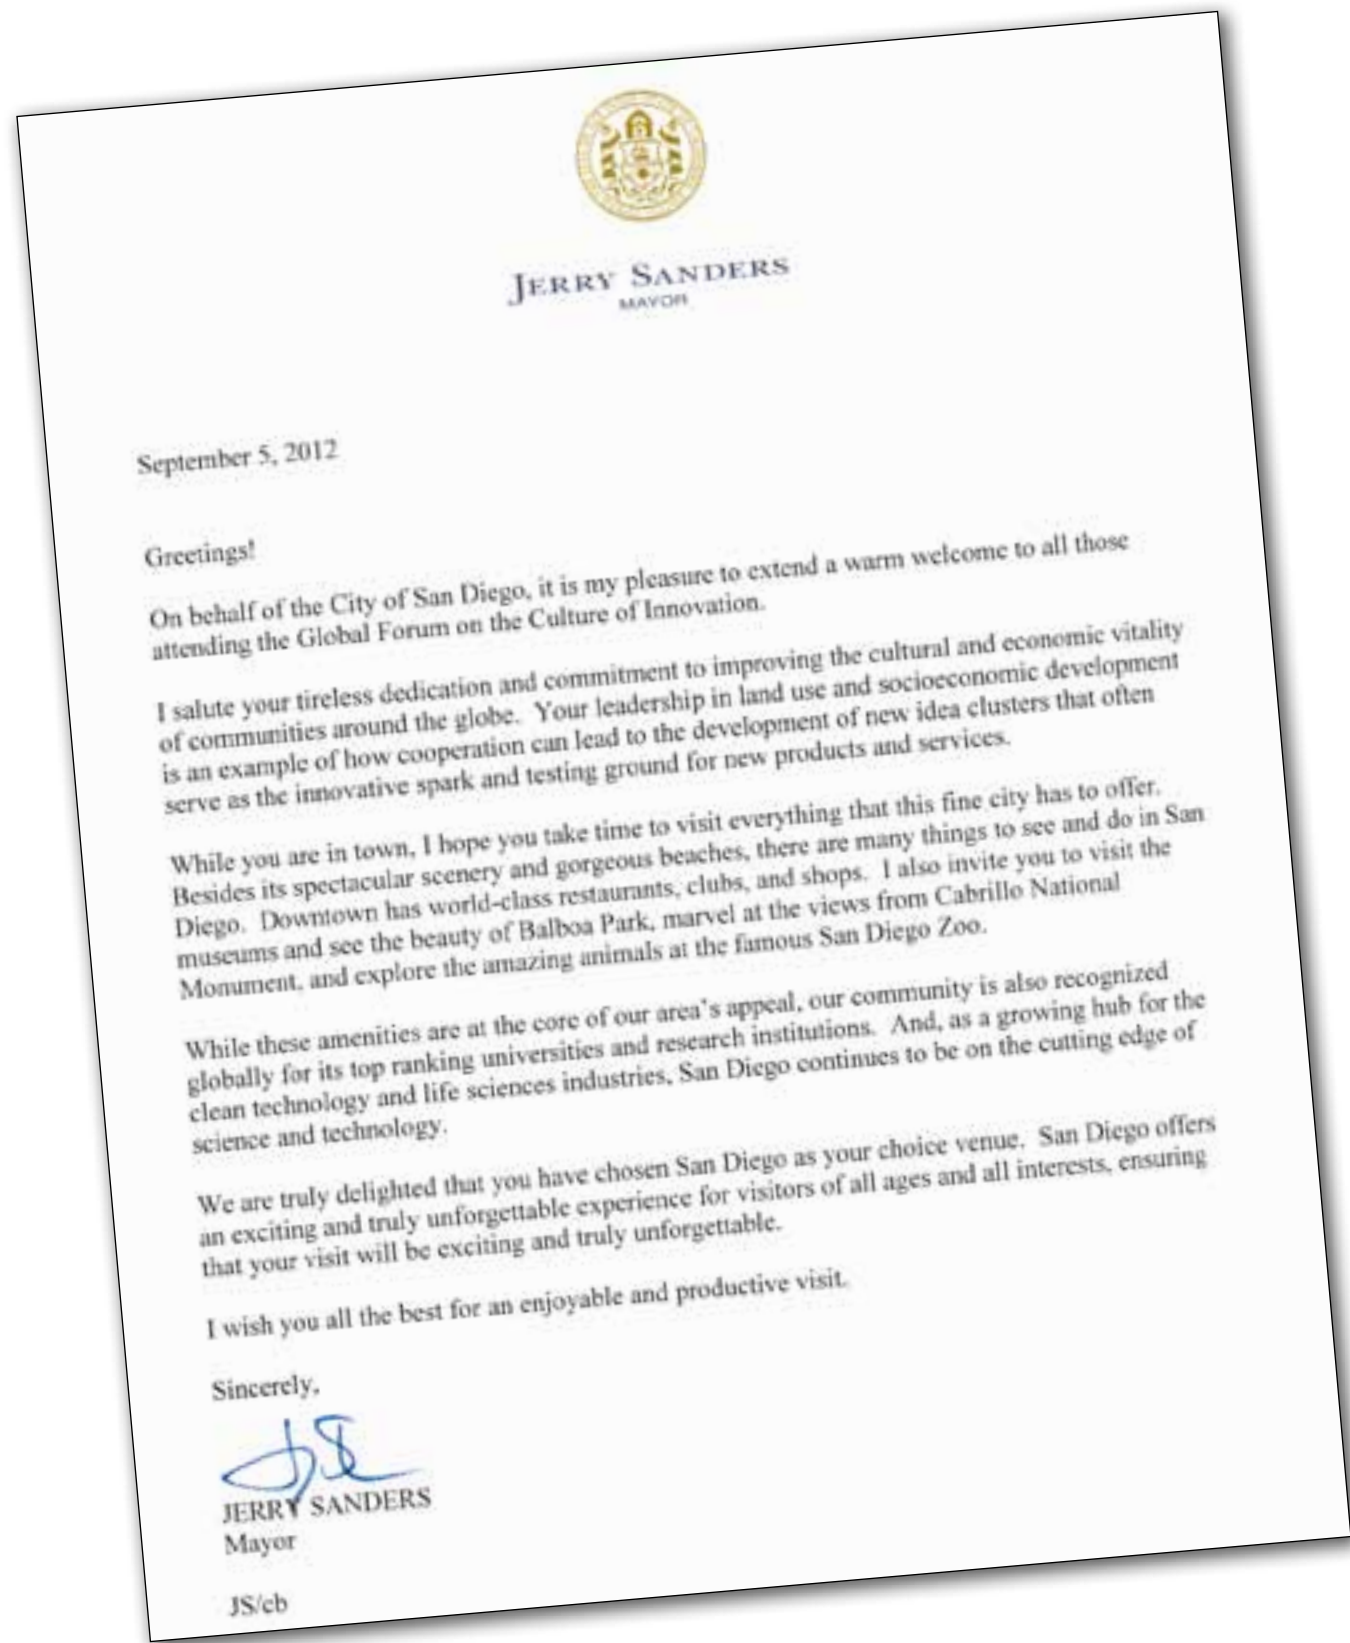 JERRY SANDERS
MAYOR
September 5, 2012
Greetings!
On behalf of the City of San Diego, it is my pleasure to extend a warm welcome to all those
attending the Global Forum on the Culture of Innovation.
I salute your tireless dedication and commitment to improving the cultural and economic vitality
of communities around the globe.  Your leadership in land use and socioeconomic development
is an example of how cooperation can lead to the development of new idea clusters that often
serve as the innovative spark and testing ground for new products and services.
While you are in town, I hope you take time to visit everything that this fine city has to offer.
Besides its spectacular scenery and gorgeous beaches, there are many things to see and do in San
Diego.  Downtown has world-class restaurants, clubs, and shops.  I also invite you to visit the
museums and see the beauty of Balboa Park, marvel at the views from Cabrillo National
Monument, and explore the amazing animals at the famous San Diego Zoo.
While these amenities are at the core of our area's appeal, our community is also recognized
globally for its top ranking universities and research institutions.  And, as a growing hub for the
clean technology and life sciences industries, San Diego continues to be on the cutting edge of
science and technology.
We are truly delighted that you have chosen San Diego as your choice venue.  San Diego offers
an exciting and truly unforgettable experience for visitors of all ages and all interests, ensuring
that your visit will be exciting and truly unforgettable.
I wish you all the best for an enjoyable and productive visit.
Sincerely,
JERRY SANDERS
Mayor
JS/cb